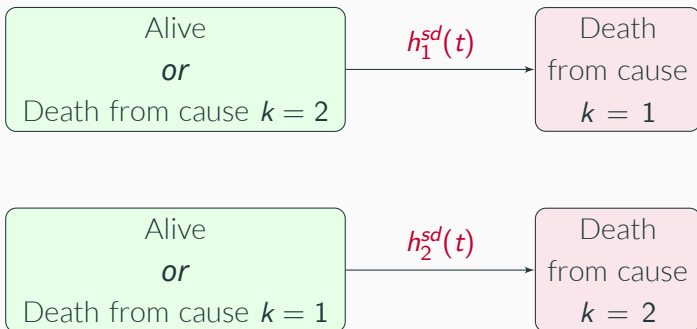 Alive
or
Death from cause k = 2
h_1^{sd}(t)
Death
from cause
k = 1
Alive
or
Death from cause k = 1
h_2^{sd}(t)
Death
from cause
k = 2